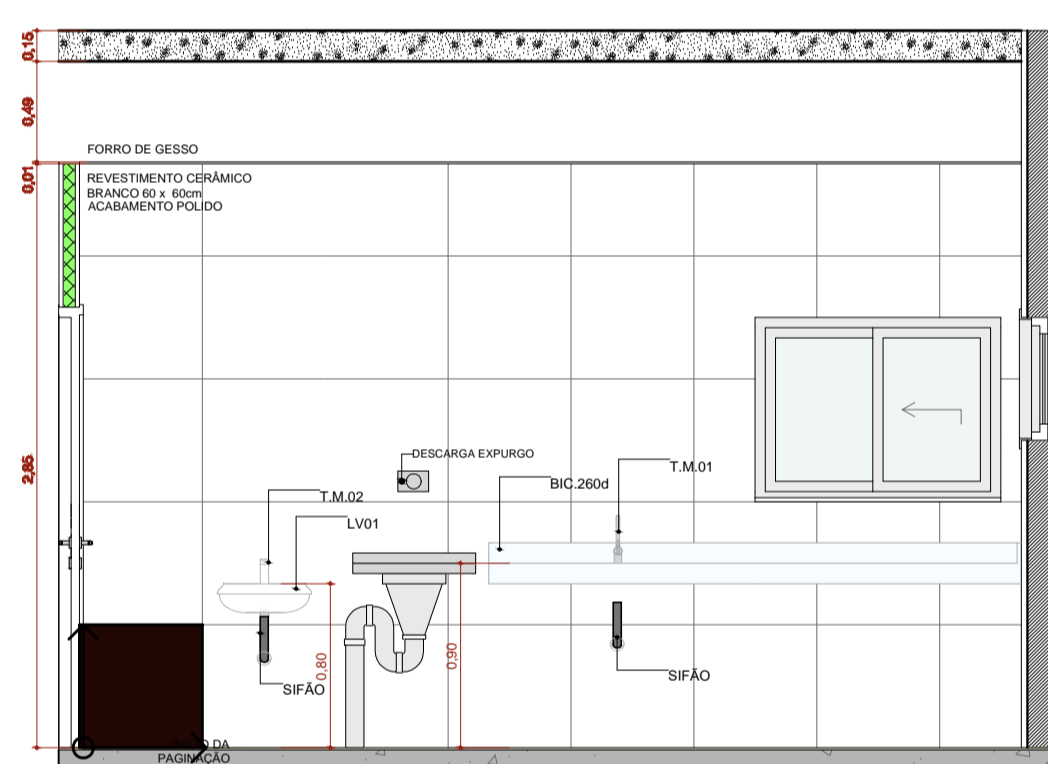 0,15
0,49
FORRO DE GESSO
0,01
REVESTIMENTO CERÂMICO
BRANCO 60 x 60cm
ACABAMENTO POLIDO
2,85
DESCARGA EXPURGO
T.M.01
BIC.260d
T.M.02
LV01
0,80
0,90
SIFÃO
SIFÃO
DA
PAGINAÇÃO